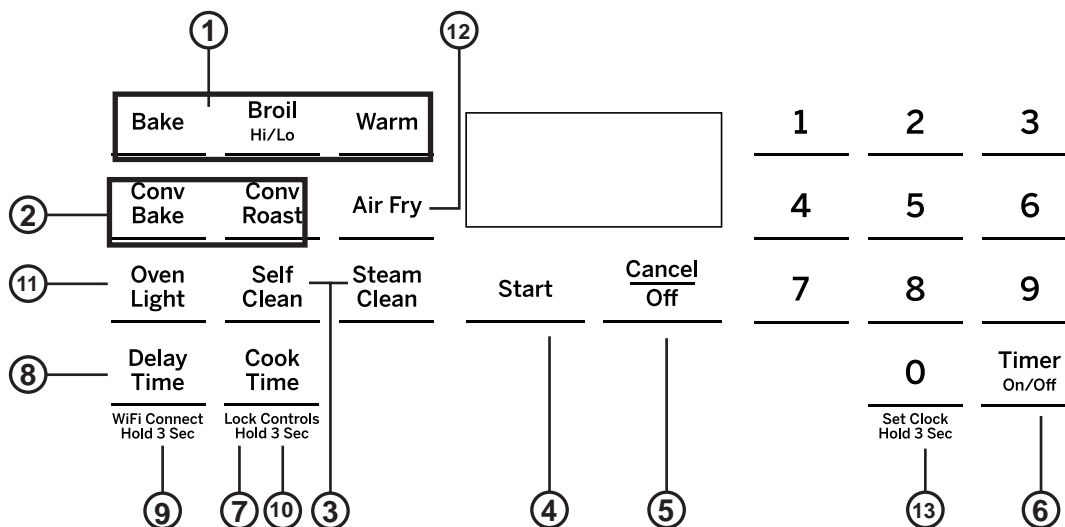 1
12
Bake
Broil
Hi/Lo
Warm
1
2
3
2
Conv
Bake
Conv
Roast
Air Fry
4
5
6
11
Oven
Light
Self
Clean
Steam
Clean
Start
Cancel
Off
7
8
9
8
Delay
Time
Cook
Time
0
Timer
On/Off
WiFi Connect
Hold 3 Sec
Lock Controls
Hold 3 Sec
Set Clock
Hold 3 Sec
9
7
10
3
4
5
13
6